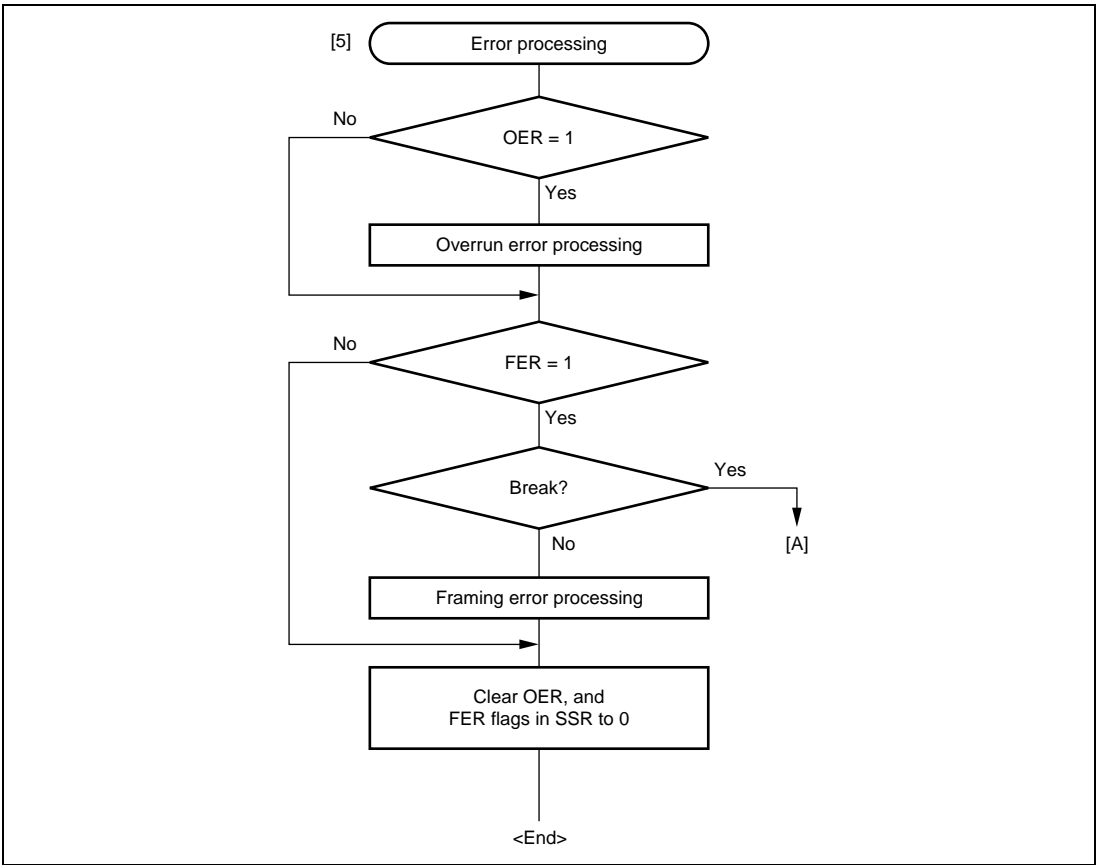 [5]
Error processing
No
OER = 1
Yes
Overrun error processing
No
FER = 1
Yes
Break?
Yes
No
[A]
Framing error processing
Clear OER, and
FER flags in SSR to 0
<End>